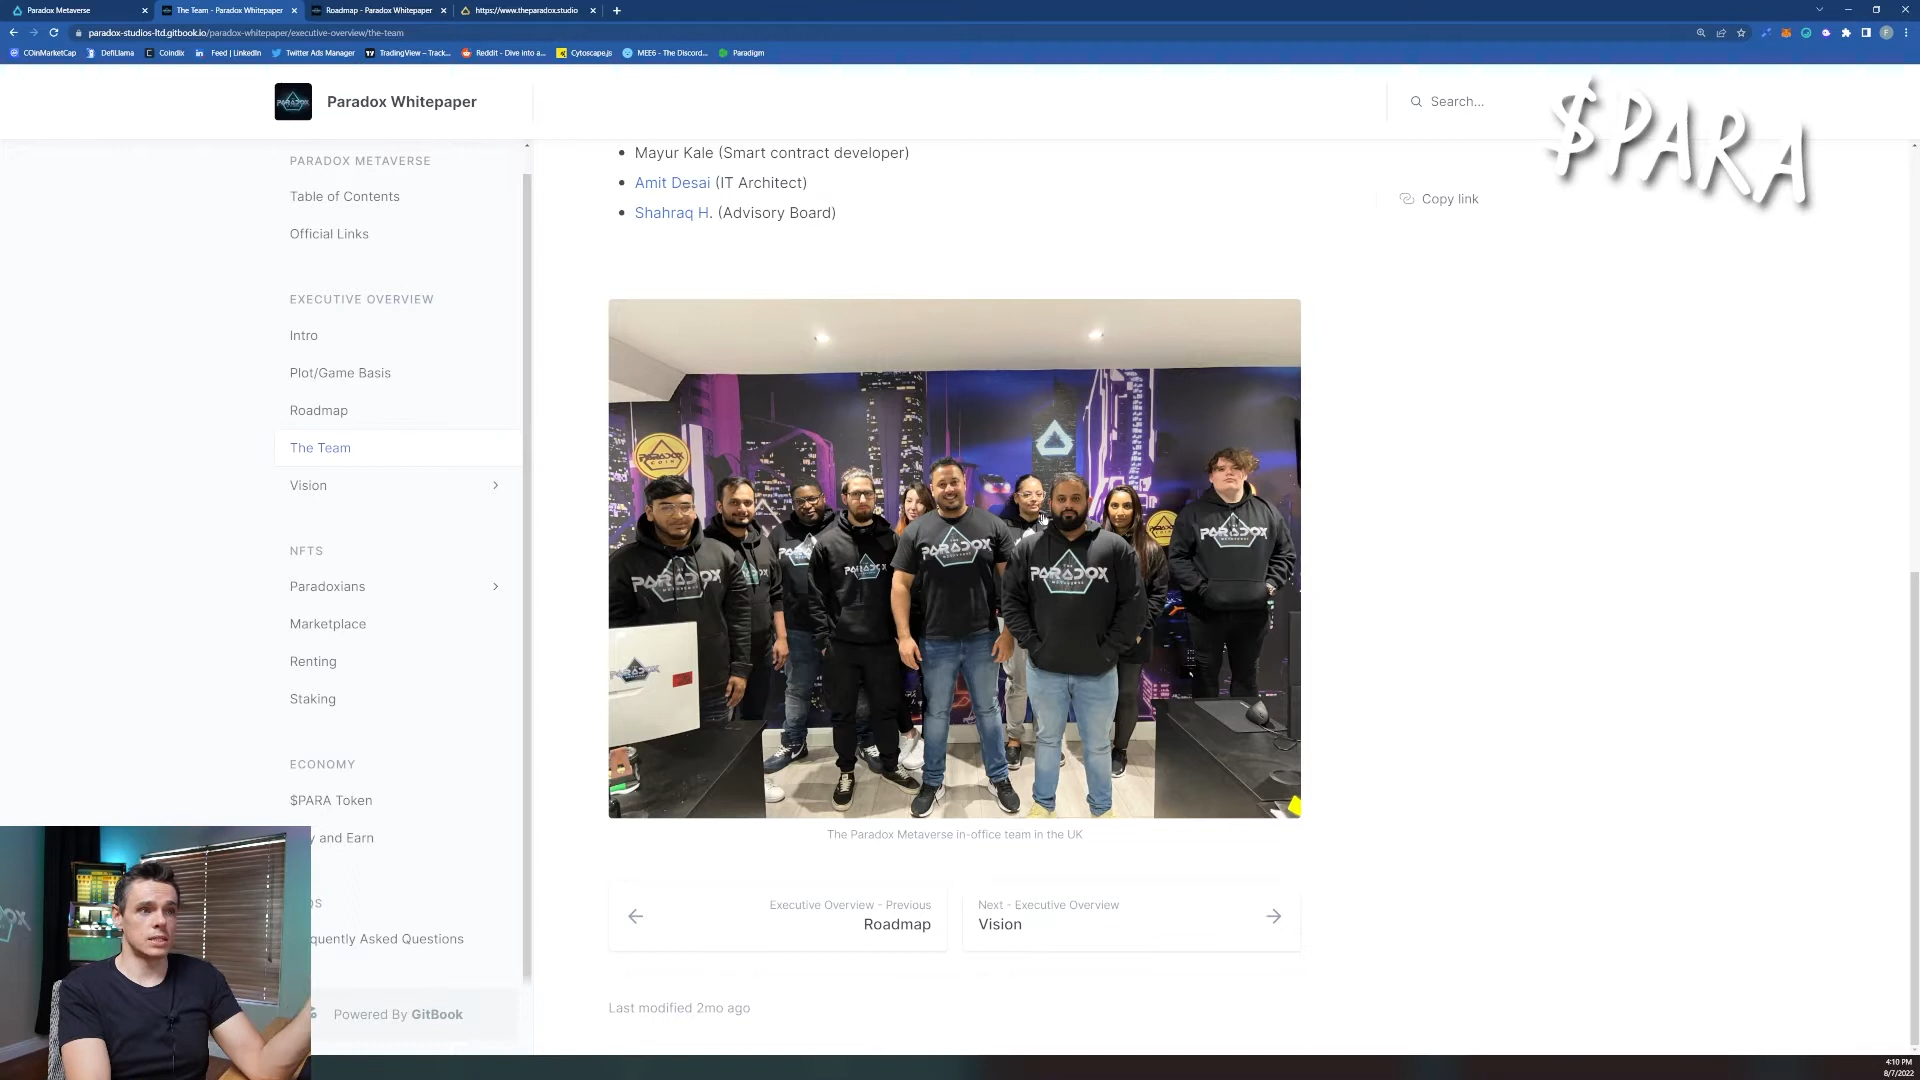 Paradox Metaverse
The Team - Paradox Whitepaper
Roadmap - Paradox Whitepaper
https://www.theparadox.studio
paradox-studios-ltd.gitbook.io/paradox-whitepaper/executive-overview/the-team
COinMarketCap
DefiLlama
Coindix
Feed | LinkedIn
Twitter Ads Manager
TradingView – Track...
Reddit - Dive into a...
Cytoscape.js
MEE6 - The Discord...
Paradigm
Paradox Whitepaper
Search...
$PARA
PARADOX METAVERSE
Table of Contents
Official Links
EXECUTIVE OVERVIEW
Intro
Plot/Game Basis
Roadmap
The Team
Vision
NFTS
Paradoxians
Marketplace
Renting
Staking
ECONOMY
$PARA Token
y and Earn
QS
quently Asked Questions
Powered By GitBook
Mayur Kale (Smart contract developer)
Amit Desai (IT Architect)
Shahraq H. (Advisory Board)
Copy link
PARADOX
COIN
PARADOX
PARADOX
PARADOX
PARADOX
PARADOX
PARADOX
The Paradox Metaverse in-office team in the UK
Executive Overview - Previous
Roadmap
Next - Executive Overview
Vision
Last modified 2mo ago
4:10 PM
8/7/2022